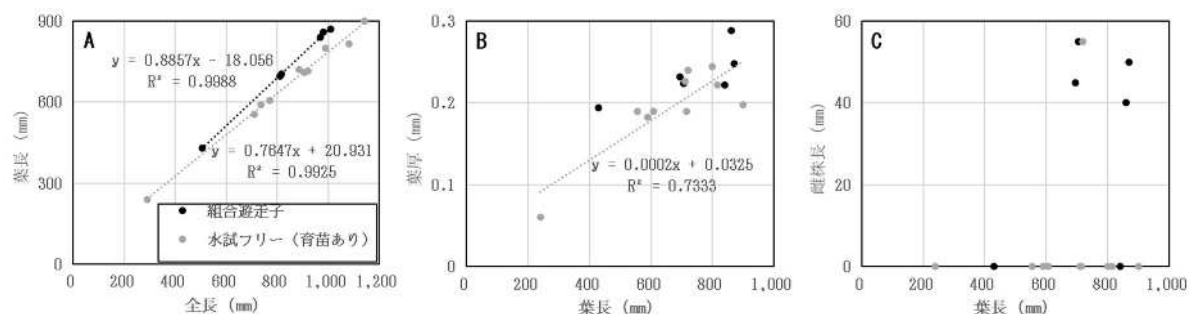 A
900
600
300
0
y = 0.8857x - 18.056
R² = 0.9988
y = 0.7647x + 20.931
R² = 0.9925
組合遊走子
水試フリー（育苗あり）
0 200 400 600 800 1,000 1,200
全長 (mm)
葉長 (mm)
B
0.3
0.2
0.1
0
y = 0.0002x + 0.0325
R² = 0.7333
0 200 400 600 800 1,000
葉長 (mm)
葉厚 (mm)
C
60
40
20
0
0 200 400 600 800 1,000
葉長 (mm)
雌株長 (mm)